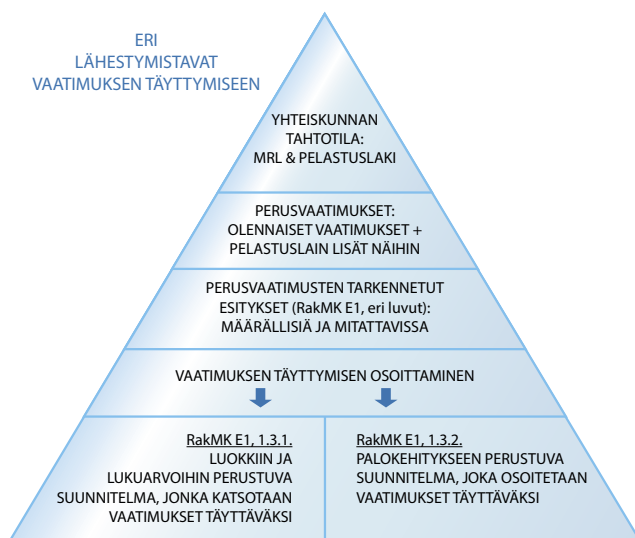 ERI
LÄHESTYMISTAVAT
VAATIMUKSEN TÄYTTYMISEEN
YHTEISKUNNAN
TAHTOTILA:
MRL & PELASTUSLAKI
PERUSVAATIMUKSET:
OLENNAISET VAATIMUKSET +
PELASTUSLAIN LISÄT NÄIHIN
PERUSVAATIMUSTEN TARKENNETUT
ESITYKSET (RakMK E1, eri luvut):
MÄÄRÄLLISIÄ JA MITATTAVISSA
VAATIMUKSEN TÄYTTYMISEN OSOITTAMINEN
RakMK E1, 1.3.1.
LUOKKIIN JA
LUKUARVOIHIN PERUSTUVA
SUUNNITELMA, JONKA KATSOTAAN
VAATIMUKSET TÄYTTÄVÄKSI
RakMK E1, 1.3.2.
PALOKEHITYKSEEN PERUSTUVA
SUUNNITELMA, JOKA OSOITETAAN
VAATIMUKSET TÄYTTÄVÄKSI